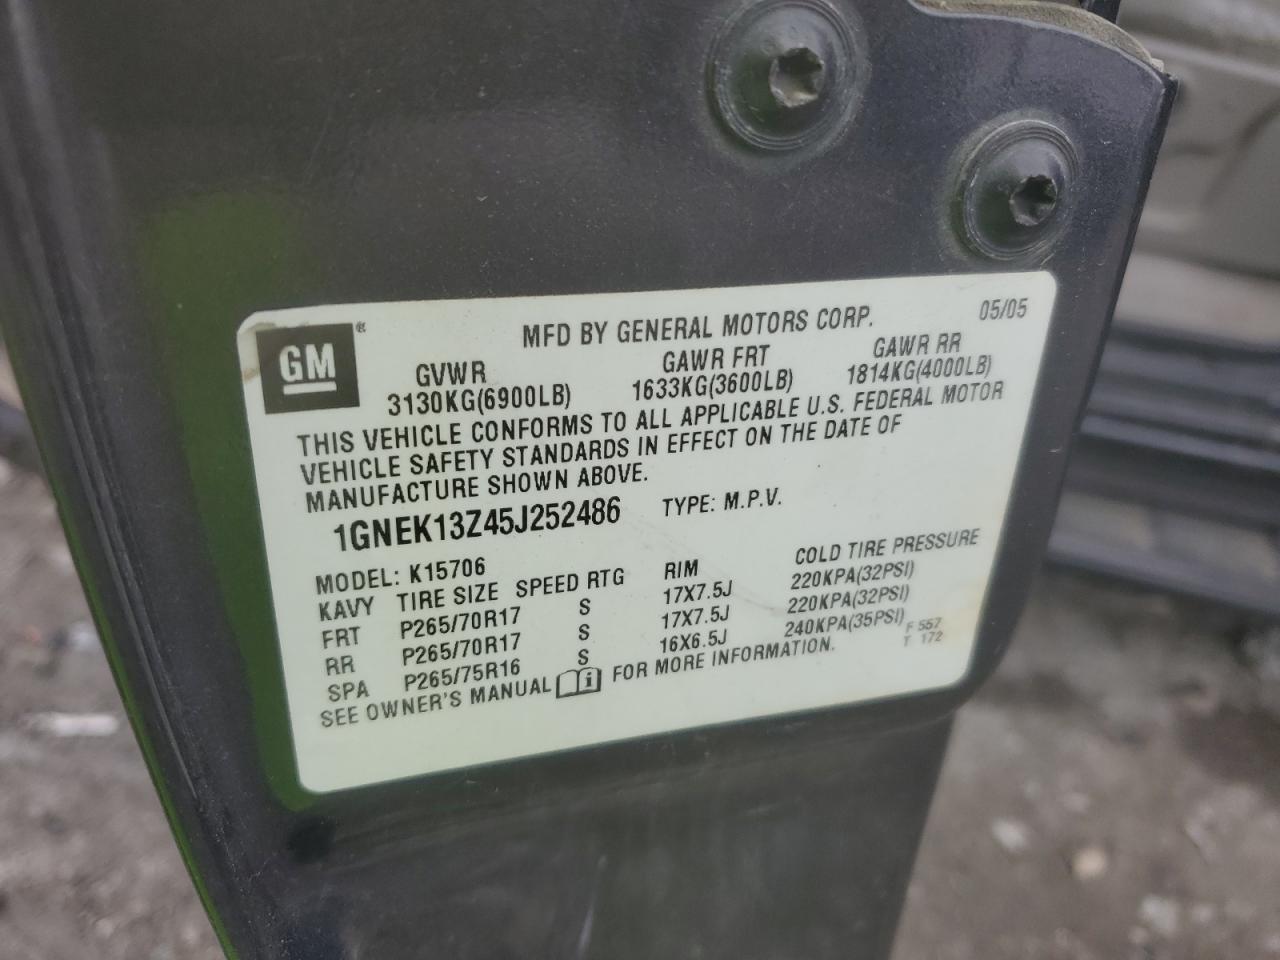 GM ®
MFD BY GENERAL MOTORS CORP. 05/05
GVWR GAWR FRT GAWR RR
3130KG(6900LB) 1633KG(3600LB) 1814KG(4000LB)
THIS VEHICLE CONFORMS TO ALL APPLICABLE U.S. FEDERAL MOTOR
VEHICLE SAFETY STANDARDS IN EFFECT ON THE DATE OF
MANUFACTURE SHOWN ABOVE.
1GNEK13Z45J252486 TYPE: M.P.V.
MODEL: K15706
KAVY TIRE SIZE SPEED RTG RIM COLD TIRE PRESSURE
FRT P265/70R17 S 17X7.5J 220KPA(32PSI)
RR P265/70R17 S 17X7.5J 220KPA(32PSI)
SPA P265/75R16 S 16X6.5J 240KPA(35PSI) F 557
SEE OWNER'S MANUAL i FOR MORE INFORMATION. T 172